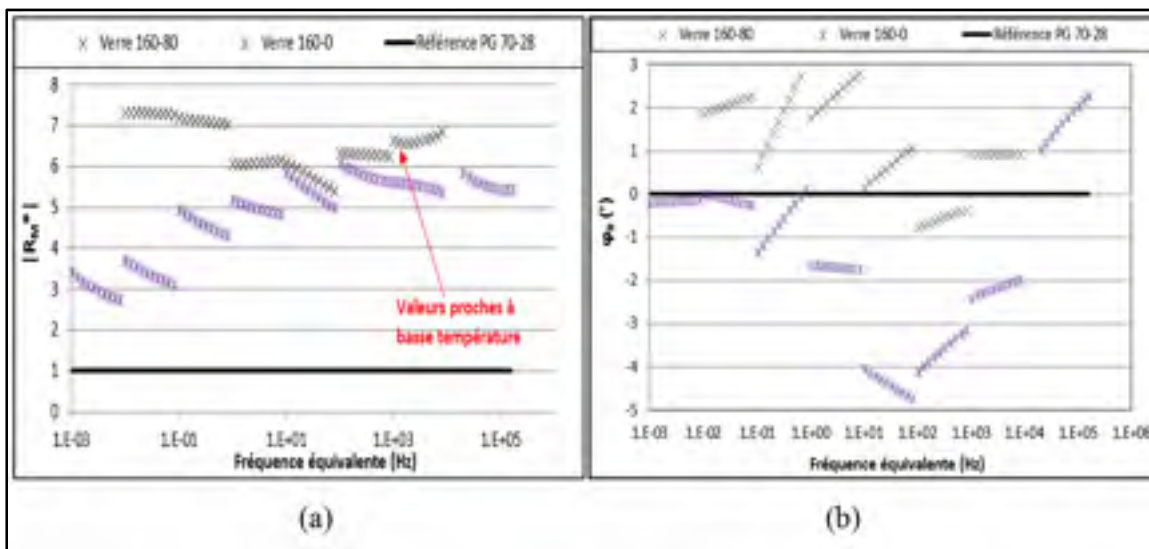 Verre 160-80 Verre 160-0 Référence PG 70-28
8
7
6
5
4
3
2
1
0
Valeurs proches à
basse température
1.E-03 1.E-01 1.E+01 1.E+03 1.E+05
Fréquence équivalente (Hz)
(a)
Verre 160-80 Verre 160-0 Référence PG 70-28
3
2
1
0
-1
-2
-3
-4
-5
(°)
1.E-03 1.E-02 1.E-01 1.E+00 1.E+01 1.E+02 1.E+03 1.E+04 1.E+05 1.E+06
Fréquence équivalente (Hz)
(b)